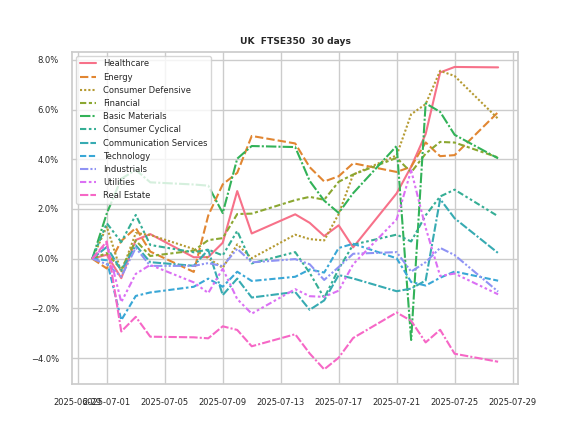 UK FTSE350 30 days
8.0%
6.0%
4.0%
2.0%
0.0%
−2.0%
−4.0%
Healthcare
Energy
Consumer Defensive
Financial
Basic Materials
Consumer Cyclical
Communication Services
Technology
Industrials
Utilities
Real Estate
2025-07-01 2025-07-05 2025-07-09 2025-07-13 2025-07-17 2025-07-21 2025-07-25 2025-07-29